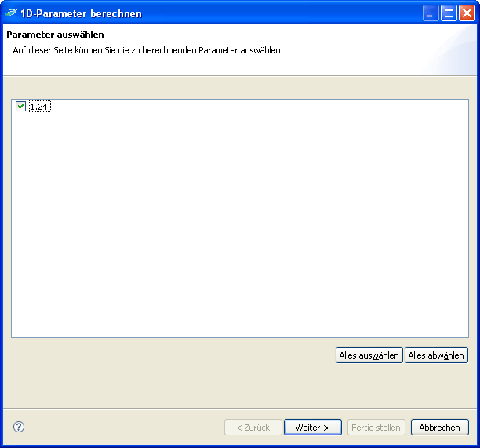 1D-Parameter berechnen
Parameter auswählen
Auf dieser Seite können Sie die zu berechnenden Parameter auswählen
Alles auswählen Alles abwählen
< Zurück Weiter > Fertig stellen Abbrechen